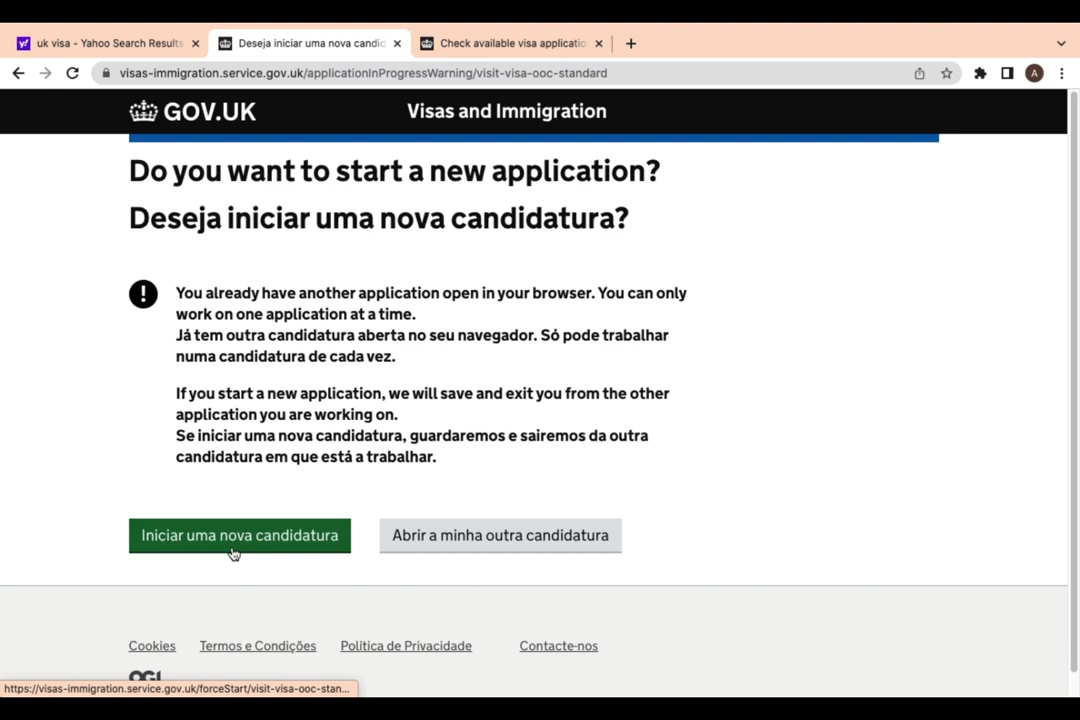 uk visa - Yahoo Search Results
Deseja iniciar uma nova candid
Check available visa applicatio
visas-immigration.service.gov.uk/applicationInProgressWarning/visit-visa-ooc-standard
A
GOV.UK
Visas and Immigration
Do you want to start a new application?
Deseja iniciar uma nova candidatura?
You already have another application open in your browser. You can only
work on one application at a time.
Já tem outra candidatura aberta no seu navegador. Só pode trabalhar
numa candidatura de cada vez.
If you start a new application, we will save and exit you from the other
application you are working on.
Se iniciar uma nova candidatura, guardaremos e sairemos da outra
candidatura em que está a trabalhar.
Iniciar uma nova candidatura
Abrir a minha outra candidatura
Cookies
Termos e Condições
Política de Privacidade
Contacte-nos
OGL
https://visas-immigration.service.gov.uk/forceStart/visit-visa-ooc-stan...